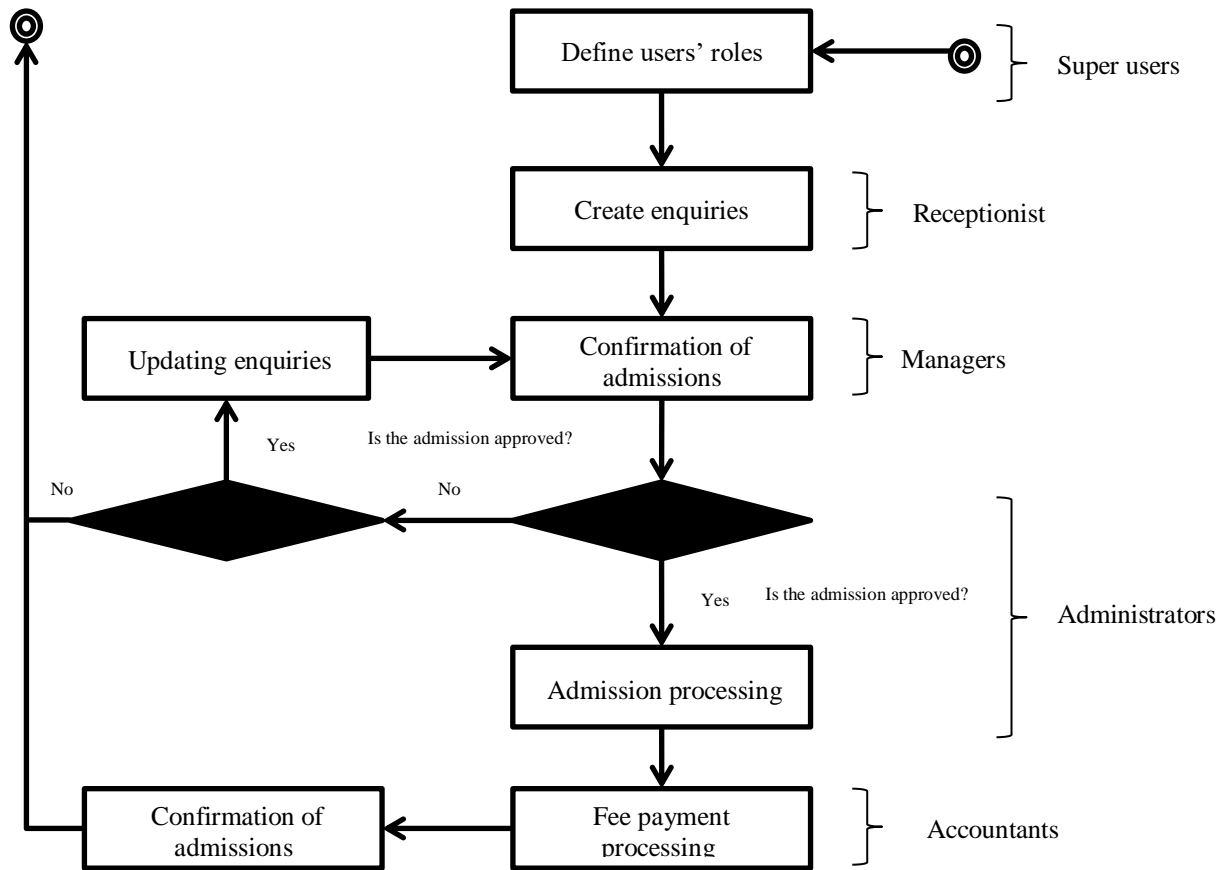 Define users’ roles
Super users
Create enquiries
Receptionist
Updating enquiries
Confirmation of
admissions
Managers
Yes
Is the admission approved?
No
No
Yes
Is the admission approved?
Administrators
Admission processing
Confirmation of
admissions
Fee payment
processing
Accountants